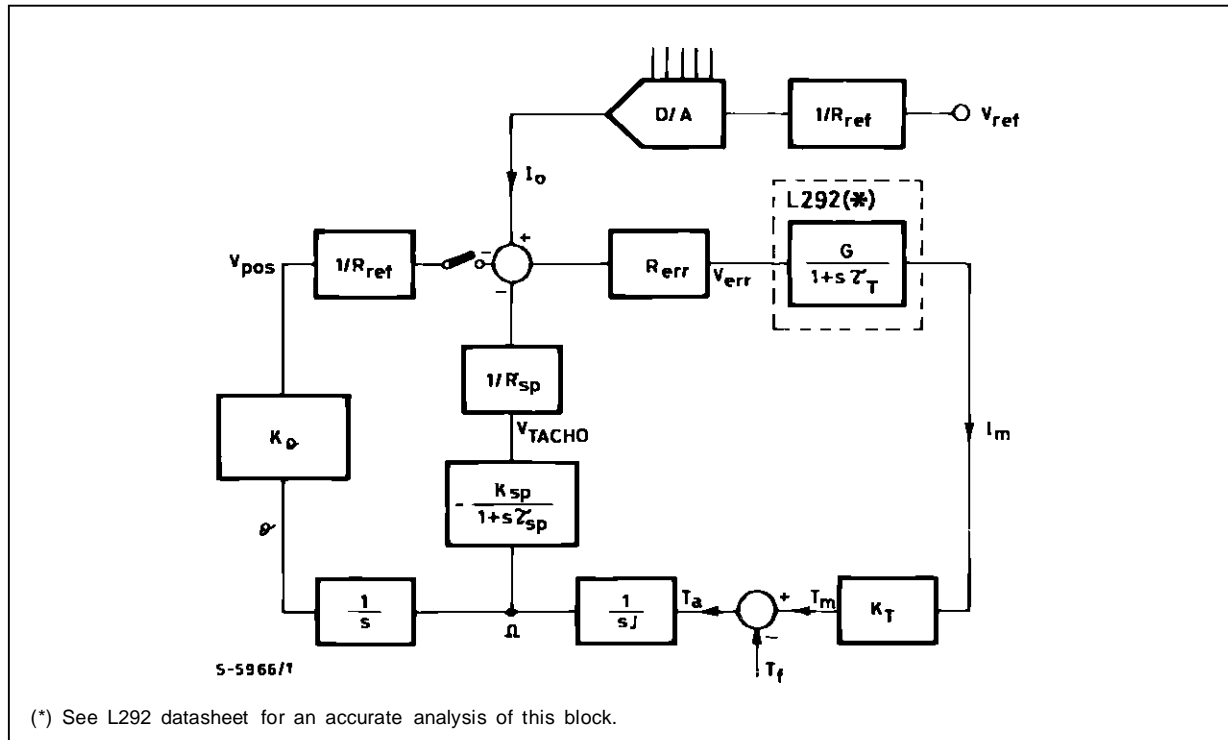 D/A
1/Rref
Vref
Io
L292(*)
Vpos
1/Rref
+
-
-
Rerr
Verr
G
1+sτT
1/Rsp
VTACHO
Im
Kϑ
- Ksp
1+sτsp
ϑ
1
s
Ω
1
sJ
Ta
+
-
Tm
KT
Tf
S-5966/1
(*) See L292 datasheet for an accurate analysis of this block.